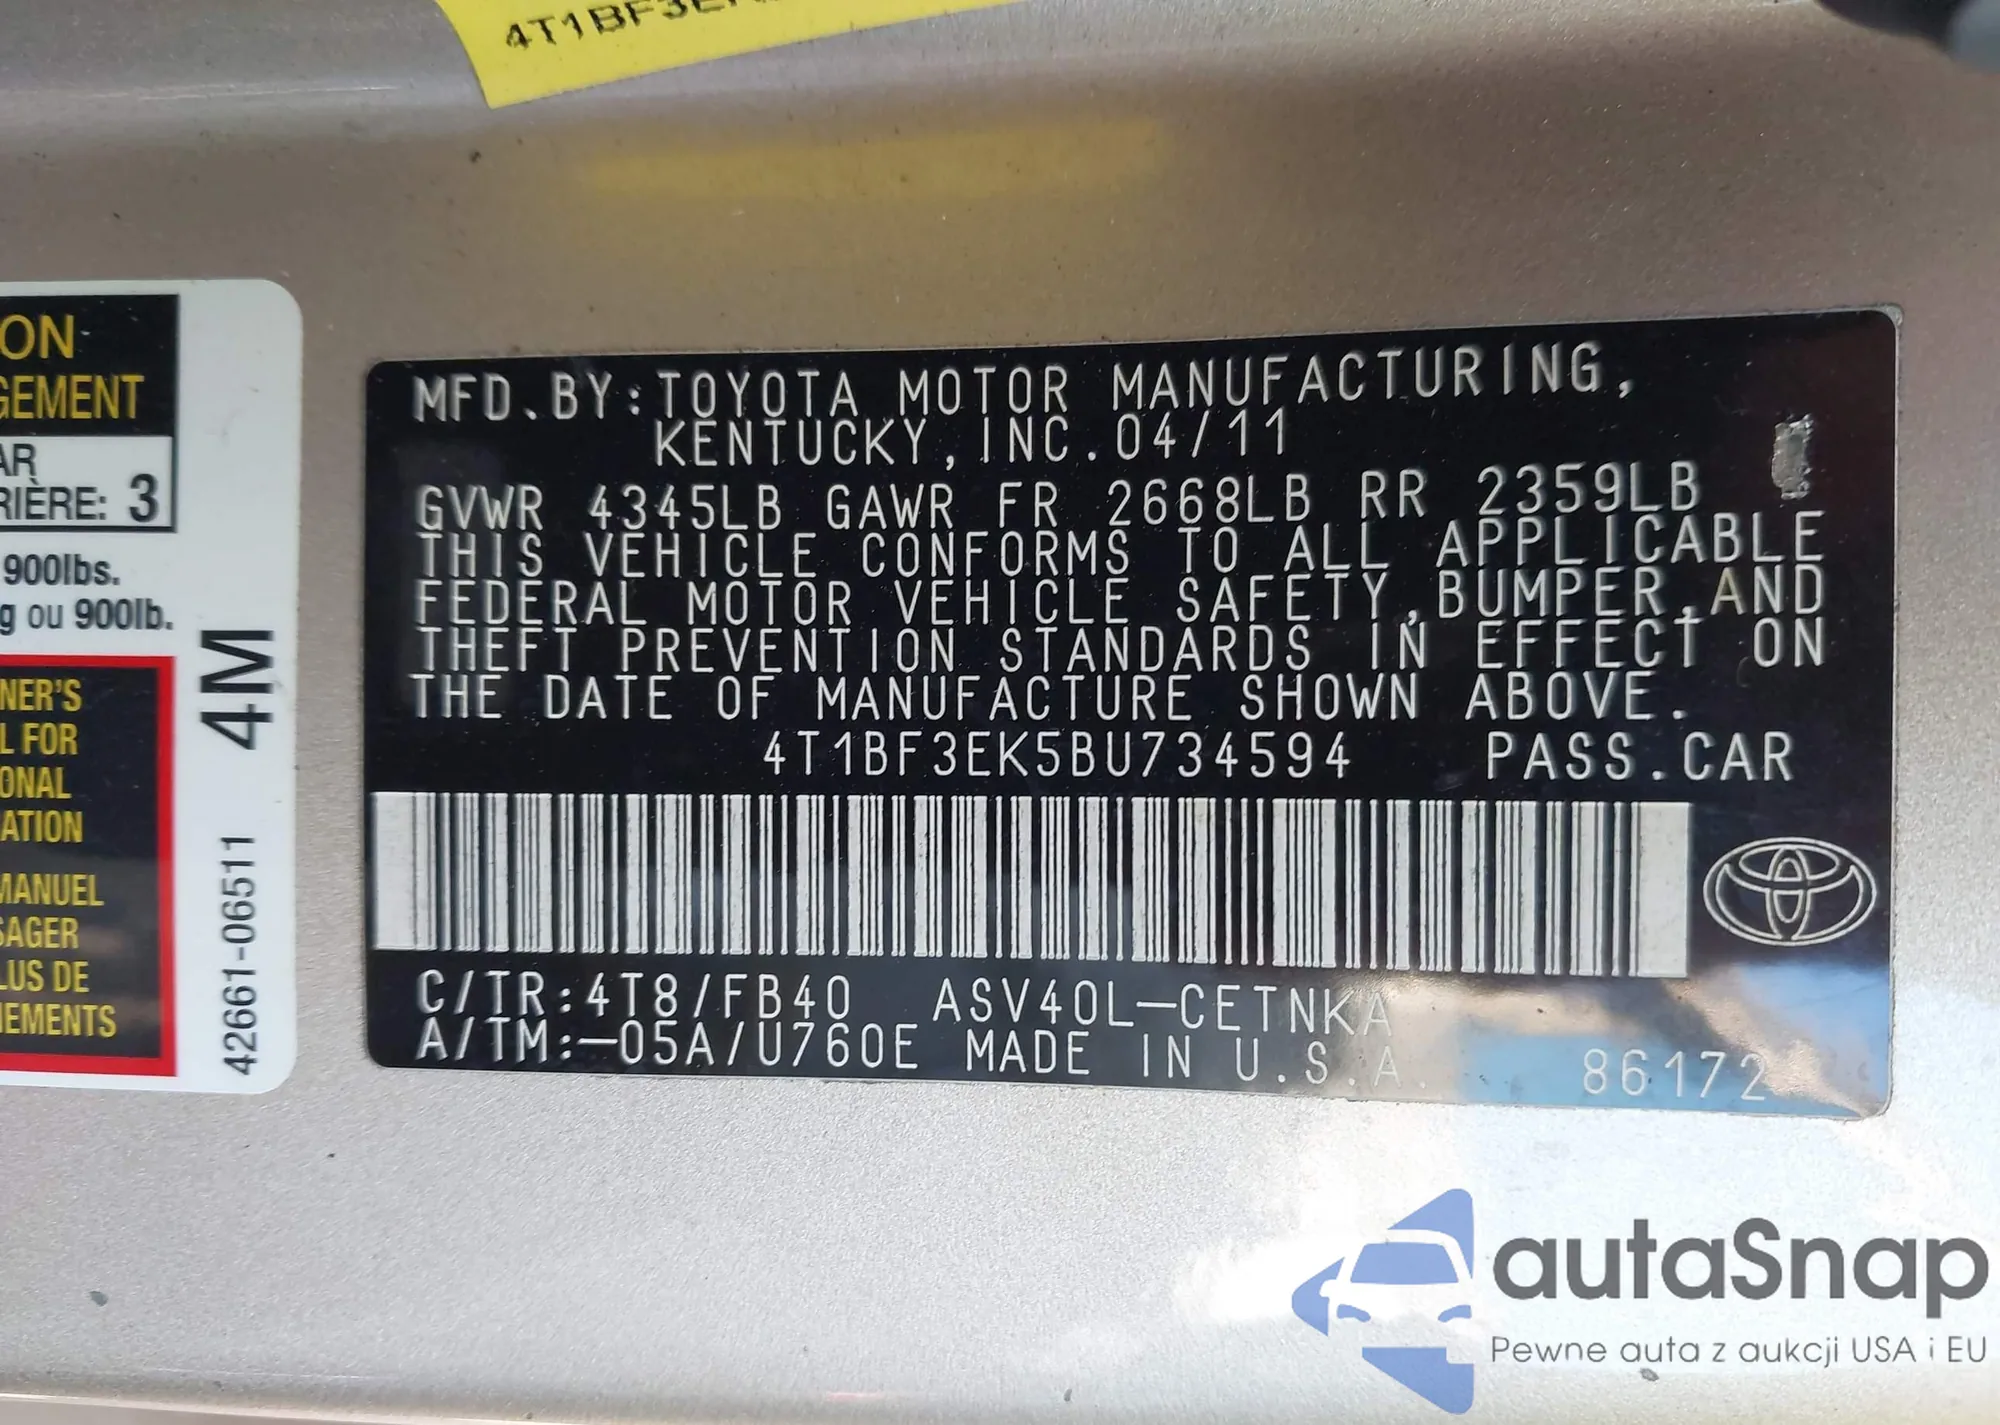 4T1BF3E
ON
GEMENT
AR
RIÈRE: 3
900lbs.
g ou 900lb.
NER'S
L FOR
ONAL
ATION
MANUEL
SAGER
LUS DE
EMENTS
4M
42661-06511
MFD.BY:TOYOTA MOTOR MANUFACTURING,
KENTUCKY,INC.04/11
GVWR 4345LB GAWR FR 2668LB RR 2359LB
THIS VEHICLE CONFORMS TO ALL APPLICABLE
FEDERAL MOTOR VEHICLE SAFETY,BUMPER,AND
THEFT PREVENTION STANDARDS IN EFFECT ON
THE DATE OF MANUFACTURE SHOWN ABOVE.
4T1BF3EK5BU734594 PASS.CAR
C/TR:4T8/FB40 ASV40L-CETNKA
A/TM:-05A/U760E MADE IN U.S.A. 86172
autaSnap
Pewne auta z aukcji USA i EU